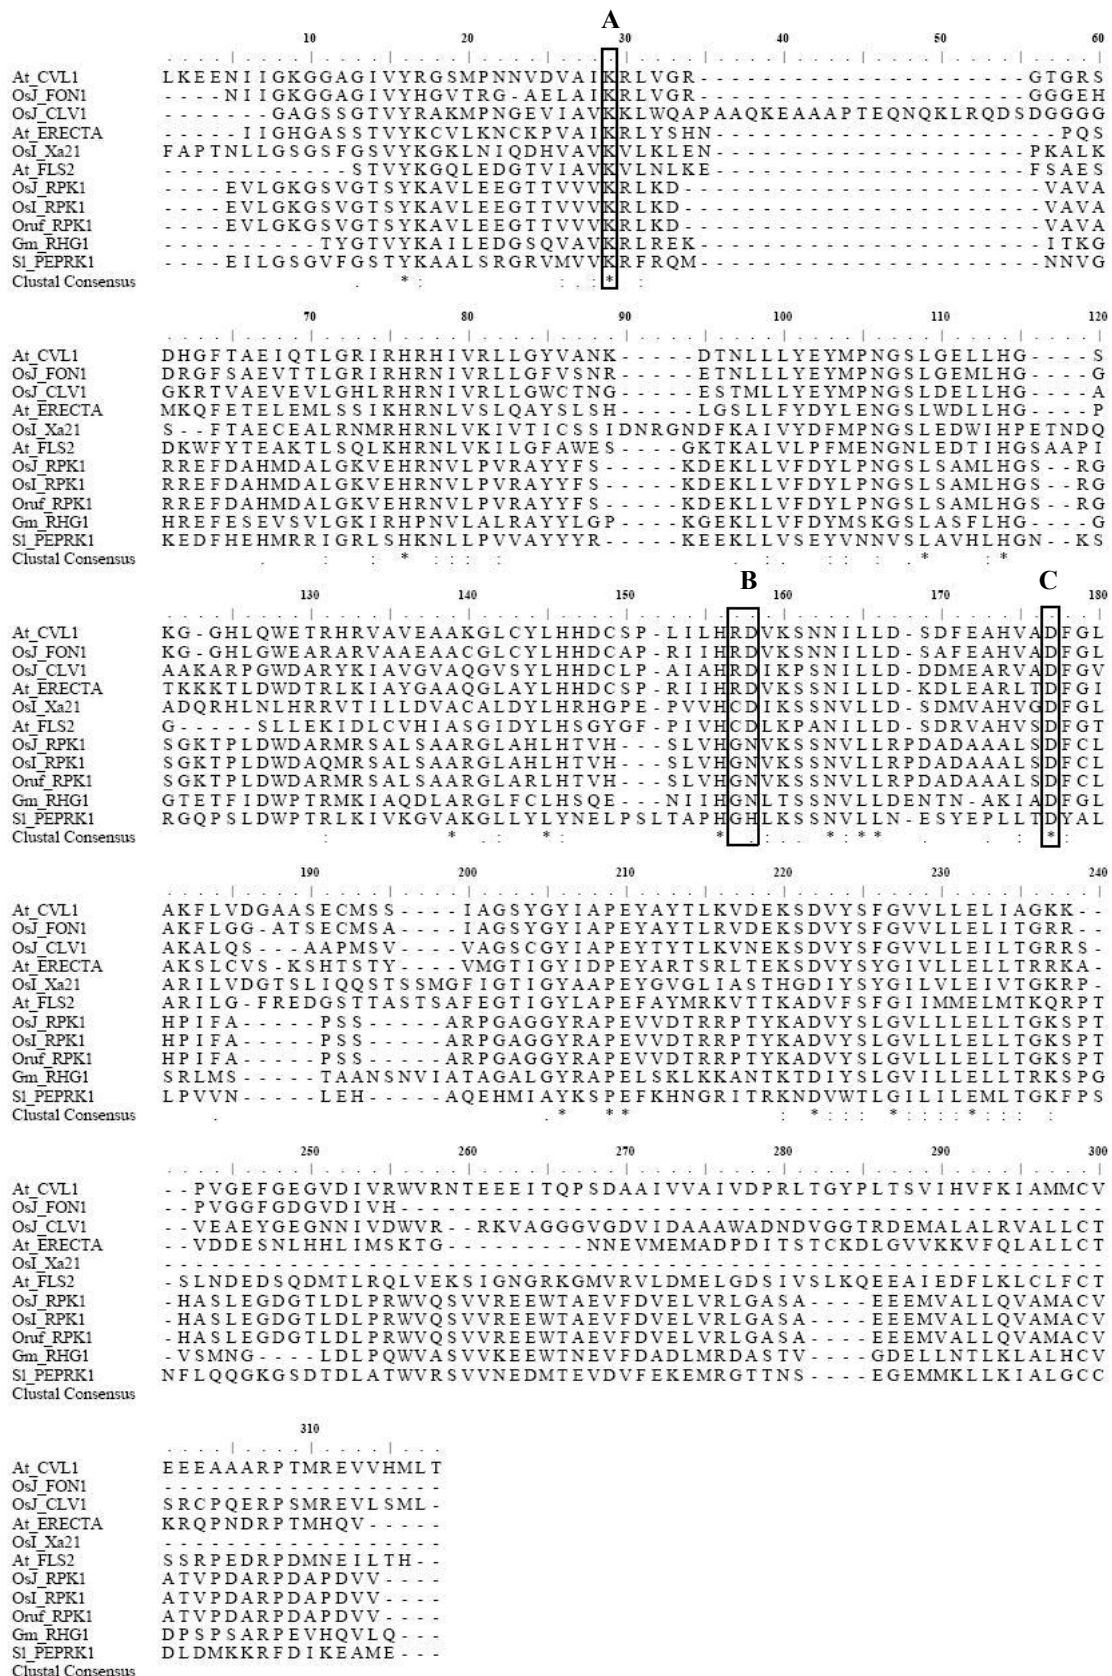 A
10 20 30 40 50 60
At_CVL1 LKEENIIGKGGAGIVYRGSMPNNVDVAIKRLVGR---------------------GTGRS
OsJ_FON1 ----NIIGKGGAGIVYHGVTRG-AELAIKRLVGR---------------------GGGEH
OsJ_CLV1 -------GAGSSGTVYRAKMPNGEVIAVKKLWQAPAAQKEAAAPTEQNQKLRQDSDGGGG
At_ERECTA -----IIGHGASSTVYKCVLKNCKPVAIKRLYSHN----------------------PQS
OsI_Xa21 FAPTNLLGSGSFGSVYKGKLNIQDHVAVKVLKLEN--------------------PKALK
At_FLS2 ------------STVYKGQLEDGTVIAVKVLNLKE--------------------FSAES
OsJ_RPK1 ----EVLGKGSVGTSYKAVLEEGTTVVVKRLKD-----------------------VAVA
OsI_RPK1 ----EVLGKGSVGTSYKAVLEEGTTVVVKRLKD-----------------------VAVA
Oruf_RPK1 ----EVLGKGSVGTSYKAVLEEGTTVVVKRLKD-----------------------VAVA
Gm_RHG1 ----------TYGTVYKAILEDGSQVAVKRLREK----------------------ITKG
Sl_PEPRK1 ----EILGSGVFGSTYKAALSRGRVMVVKRFRQM----------------------NNVG
Clustal Consensus . *: . . : * :
70 80 90 100 110 120
At_CVL1 DHGFTAEIQTLGRIRHRHIVRLLGYVANK-----DTNLLLYEYMPNGSLGELLHG----S
OsJ_FON1 DRGFSAEVTTLGRIRHRNIVRLLGFVSNR-----ETNLLLYEYMPNGSLGEMLHG----G
OsJ_CLV1 GKRTVAEVEVLGHLRHRNIVRLLGWCTNG-----ESTMLLYEYMPNGSLDELLHG----A
At_ERECTA MKQFETELEMLSSIKHRNLVSLQAYSLSH-----LGSLLFYDYLENGSLWDLLHG----P
OsI_Xa21 S--FTAECEALRNMRHRNLVKIVTICSSIDNRGNDFKAIVYDFMPNGSLEDWIHPETNDQ
At_FLS2 DKWFYTEAKTLSQLKHRNLVKILGFAWES----GKTKALVLPFMENGNLEDTIHGSAAPI
OsJ_RPK1 RREFDAHMDALGKVEHRNVLPVRAYYFS-----KDEKLLVFDYLPNGSLSAMLHGS--RG
OsI_RPK1 RREFDAHMDALGKVEHRNVLPVRAYYFS-----KDEKLLVFDYLPNGSLSAMLHGS--RG
Oruf_RPK1 RREFDAHMDALGKVEHRNVLPVRAYYFS-----KDEKLLVFDYLPNGSLSAMLHGS--RG
Gm_RHG1 HREFESEVSVLGKIRHPNVLALRAYYLGP----KGEKLLVFDYMSKGSLASFLHG----G
Sl_PEPRK1 KEDFHEHMRRIGRLSHKNLLPVVAYYYR-----KEEKLLVSEYVNNVSLAVHLHGN--KS
Clustal Consensus . : . : * : : : : : . : : . * : *
B C
130 140 150 160 170 180
At_CVL1 KG-GHLQWETRHRVAVEAAKGLCYLHHDCSP-LILHRDVKSNNILLD-SDFEAHVADFGL
OsJ_FON1 KG-GHLGWEARARVAAEAACGLCYLHHDCAP-RIIHRDVKSNNILLD-SAFEAHVADFGL
OsJ_CLV1 AAKARPGWDARYKIAVGVAQGVSYLHHDCLP-AIAHRDIKPSNILLD-DDMEARVADFGV
At_ERECTA TKKKTLDWDTRLKIAYGAAQGLAYLHHDCSP-RIIHRDVKSSNILLD-KDLEARLTDFGI
OsI_Xa21 ADQRHLNLHRRVTILLDVACALDYLHRHGPE-PVVHCDIKSSNVLLD-SDMVAHVGDFGL
At_FLS2 G-----SLLEKIDLCVHIASGIDYLHSGYGF-PIVHCDLKPANILLD-SDRVAHVSDFGT
OsJ_RPK1 SGKTPLDWDARMRSALSAARGLAHLHTVH---SLVHGNVKSSNVLLRPDADAAALSDFCL
OsI_RPK1 SGKTPLDWDAQMRSALSAARGLAHLHTVH---SLVHGNVKSSNVLLRPDADAAALSDFCL
Oruf_RPK1 SGKTPLDWDARMRSALSAARGLARLHTVH---SLVHGNVKSSNVLLRPDADAAALSDFCL
Gm_RHG1 GTETFIDWPTRMKIAQDLARGLFCLHSQE---NIIHGNLTSSNVLLDENTN-AKIADFGL
Sl_PEPRK1 RGQPSLDWPTRLKIVKGVAKGLLYLYNELPSLTAPHGHLKSSNVLLN-ESYEPLLTDYAL
Clustal Consensus : * . : * : * . : . * : * * . : * :
190 200 210 220 230 240
At_CVL1 AKFLVDGAASECMSS----IAGSYGYIAPEYAYTLKVDEKSDVYSFGVVLLELIAGKK--
OsJ_FON1 AKFLGG-ATSECMSA----IAGSYGYIAPEYAYTLRVDEKSDVYSFGVVLLELITGRR--
OsJ_CLV1 AKALQS---AAPMSV----VAGSCGYIAPEYTYTLKVNEKSDVYSFGVVLLEILTGRRS-
At_ERECTA AKSLCVS-KSHTSTY----VMGTIGYIDPEYARTSRLTEKSDVYSYGIVLLELLTRRKA-
OsI_Xa21 ARILVDGTSLIQQSTSSMGFIGTIGYAAPEYGVGLIASTHGDIYSYGILVLEIVTGKRP-
At_FLS2 ARILG-FREDGSTTASTSAFEGTIGYLAPEFAYMRKVTTKADVFSFGIIMMELMTKQRPT
OsJ_RPK1 HPIFA-----PSS-----ARPGAGGYRAPEVVDTRRPTYKADVYSLGVLLLELLTGKSPT
OsI_RPK1 HPIFA-----PSS-----ARPGAGGYRAPEVVDTRRPTYKADVYSLGVLLLELLTGKSPT
Oruf_RPK1 HPIFA-----PSS-----ARPGAGGYRAPEVVDTRRPTYKADVYSLGVLLLELLTGKSPT
Gm_RHG1 SRLMS-----TAANSNVIATAGALGYRAPELSKLKKANTKTDIYSLGVILLELLTRKSPG
Sl_PEPRK1 LPVVN-----LEH-----AQEHMIAYKSPEFKHNGRITRKNDVWTLGILILEMLTGKFPS
Clustal Consensus . . * * * : * : : : * : : : : * : : : :
250 260 270 280 290 300
At_CVL1 --PVGEFGEGVDIVRWVRNTEEEITQPSDAAIVVAIVDPRLTGYPLTSVIHVFKIAMMCV
OsJ_FON1 --PVGGFGDGVDIVH---------------------------------------------
OsJ_CLV1 --VEAEYGEGNNIVDWVR--RKVAGGGVGDVIDAAAWADNDVGGTRDEMALALRVALLCT
At_ERECTA --VDDESNLHHLIMSKTG---------NNEVMEMADPDITSTCKDLGVVKKVFQLALLCT
OsI_Xa21 ------------------------------------------------------------
At_FLS2 -SLNDEDSQDMTLRQLVEKSIGNGRKGMVRVLDMELGDSIVSLKQEEAIEDFLKLCLFCT
OsJ_RPK1 -HASLEGDGTLDLPRWVQSVVREEWTAEVFDVELVRLGASA----EEEMVALLQVAMACV
OsI_RPK1 -HASLEGDGTLDLPRWVQSVVREEWTAEVFDVELVRLGASA----EEEMVALLQVAMACV
Oruf_RPK1 -HASLEGDGTLDLPRWVQSVVREEWTAEVFDVELVRLGASA----EEEMVALLQVAMACV
Gm_RHG1 -VSMNG----LDLPQWVASVVKEEWTNEVFDADLMRDASTV----GDELLNTLKLALHCV
Sl_PEPRK1 NFLQQGKGSDTDLATWVRSVVNEDMTEVDVFEKEMRGTTNS----EGEMMKLLKIALGCC
Clustal Consensus
310
At_CVL1 EEEAAARPTMREVVHMLT
OsJ_FON1 ------------------
OsJ_CLV1 SRCPQERPSMREVLSML-
At_ERECTA KRQPNDRPTMHQV-----
OsI_Xa21 ------------------
At_FLS2 SSRPEDRPDMNEILTH--
OsJ_RPK1 ATVPDARPDAPDVV----
OsI_RPK1 ATVPDARPDAPDVV----
Oruf_RPK1 ATVPDARPDAPDVV----
Gm_RHG1 DPSPSARPEVHQVLQ---
Sl_PEPRK1 DLDMKKRFDIKEAME---
Clustal Consensus